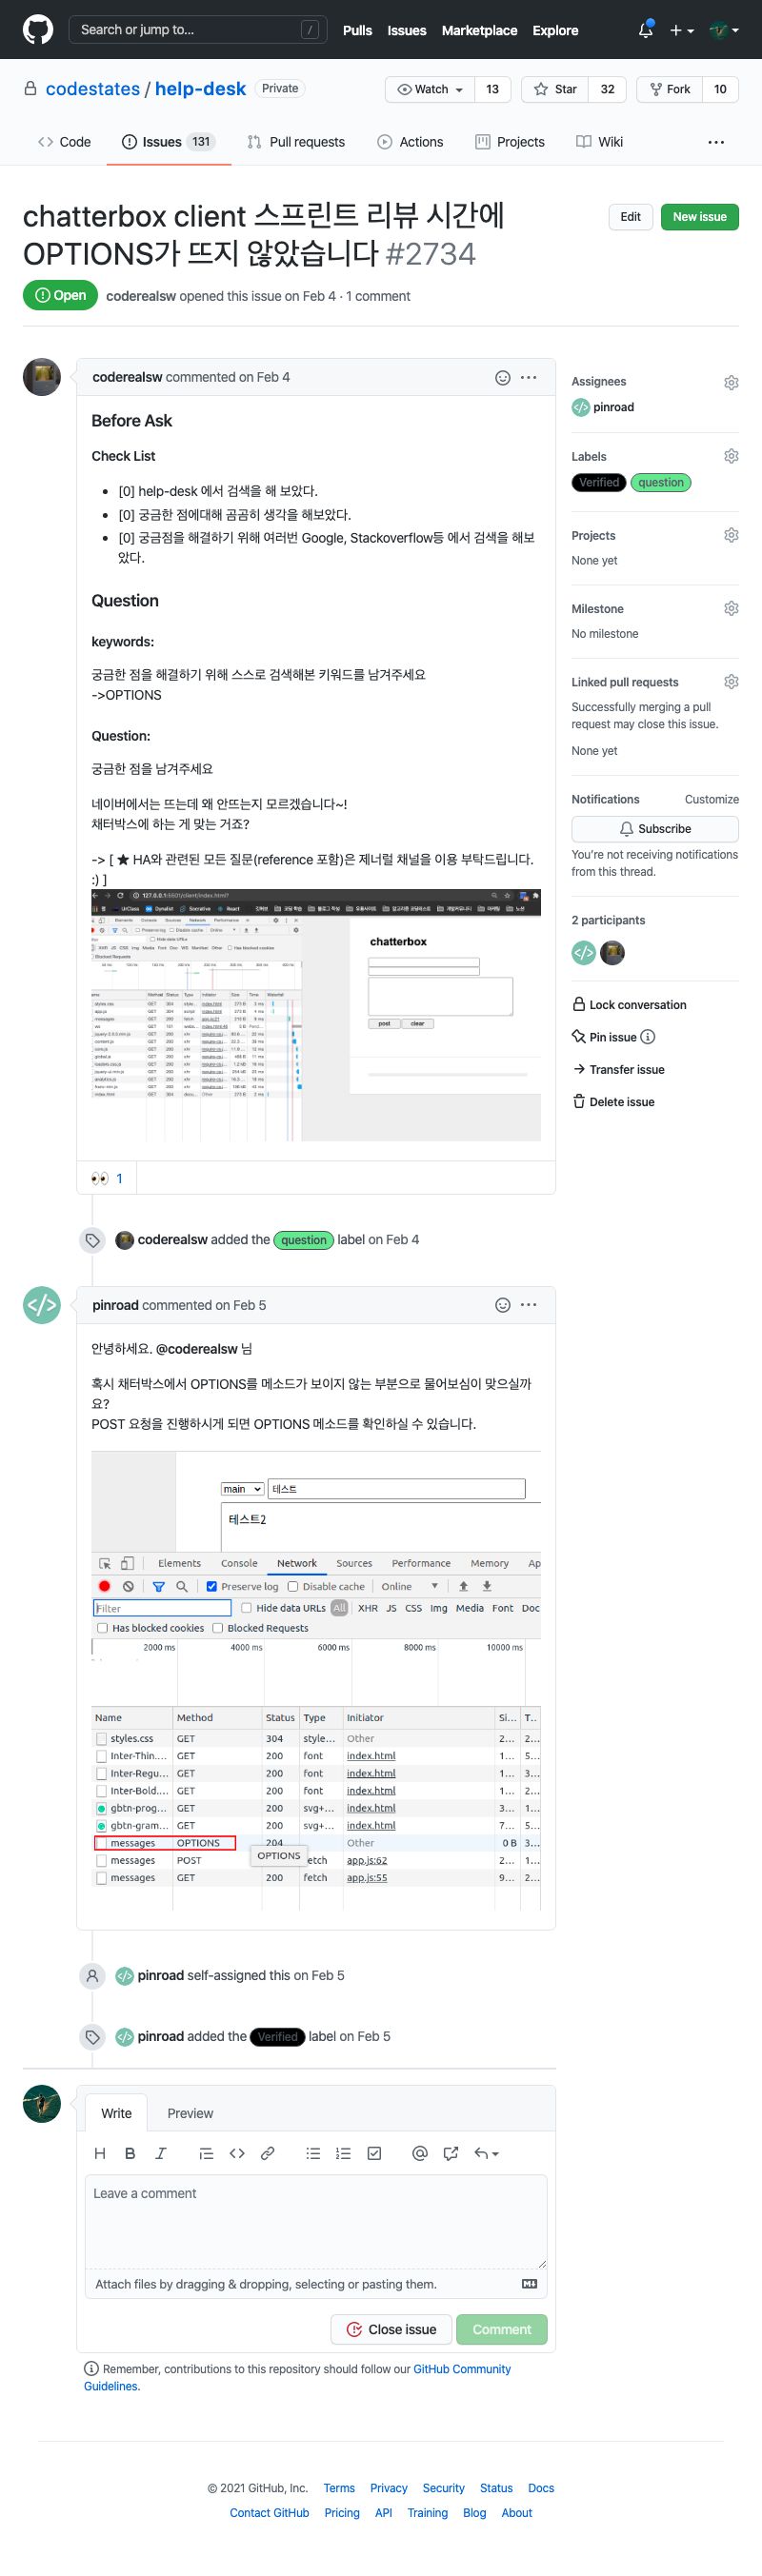 Search or jump to...
/
Pulls
Issues
Marketplace
Explore
codestates / help-desk
Private
Watch
13
Star
32
Fork
10
Code
Issues 131
Pull requests
Actions
Projects
Wiki
chatterbox client 스프린트 리뷰 시간에
OPTIONS가 뜨지 않았습니다 #2734
Edit
New issue
Open
coderealsw opened this issue on Feb 4 · 1 comment
coderealsw commented on Feb 4
Before Ask
Check List
[0] help-desk 에서 검색을 해 보았다.
[0] 궁금한 점에대해 곰곰히 생각을 해보았다.
[0] 궁금점을 해결하기 위해 여러번 Google, Stackoverflow등 에서 검색을 해보
았다.
Question
keywords:
궁금한 점을 해결하기 위해 스스로 검색해본 키워드를 남겨주세요
->OPTIONS
Question:
궁금한 점을 남겨주세요
네이버에서는 뜨는데 왜 안뜨는지 모르겠습니다~!
채터박스에 하는 게 맞는 거죠?
-> [ ★ HA와 관련된 모든 질문(reference 포함)은 제너럴 채널을 이용 부탁드립니다.
:) ]
chatterbox
post
clear
1
Assignees
pinroad
Labels
Verified
question
Projects
None yet
Milestone
No milestone
Linked pull requests
Successfully merging a pull
request may close this issue.
None yet
Notifications
Customize
Subscribe
You're not receiving notifications
from this thread.
2 participants
Lock conversation
Pin issue
Transfer issue
Delete issue
coderealsw added the question label on Feb 4
pinroad commented on Feb 5
안녕하세요. @coderealsw 님
혹시 채터박스에서 OPTIONS를 메소드가 보이지 않는 부분으로 물어보심이 맞으실까
요?
POST 요청을 진행하시게 되면 OPTIONS 메소드를 확인하실 수 있습니다.
main
테스트
테스트2
Elements Console Network Sources Performance Memory Ap
Preserve log Disable cache Online
Filter
Hide data URLs All XHR JS CSS Img Media Font Doc
Has blocked cookies Blocked Requests
2000 ms 4000 ms 6000 ms 8000 ms 10000 ms
Name Method Status Type Initiator Si... T..
styles.css GET 304 style... Other 2... 2...
Inter-Thin.... GET 200 font index.html 1... 5...
Inter-Regu... GET 200 font index.html 1... 3...
Inter-Bold.... GET 200 font index.html 1... 2...
gbtn-prog... GET 200 svg+... index.html 3... 1...
gbtn-gram... GET 200 svg+... index.html 7... 5...
messages OPTIONS 204 Other 0 B 3...
OPTIONS
messages POST etch app.js:62 2... 1...
messages GET 200 fetch app.js:55 9... 2...
pinroad self-assigned this on Feb 5
pinroad added the Verified label on Feb 5
Write
Preview
Leave a comment
Attach files by dragging & dropping, selecting or pasting them.
Close issue
Comment
Remember, contributions to this repository should follow our GitHub Community
Guidelines.
© 2021 GitHub, Inc. Terms Privacy Security Status Docs
Contact GitHub Pricing API Training Blog About